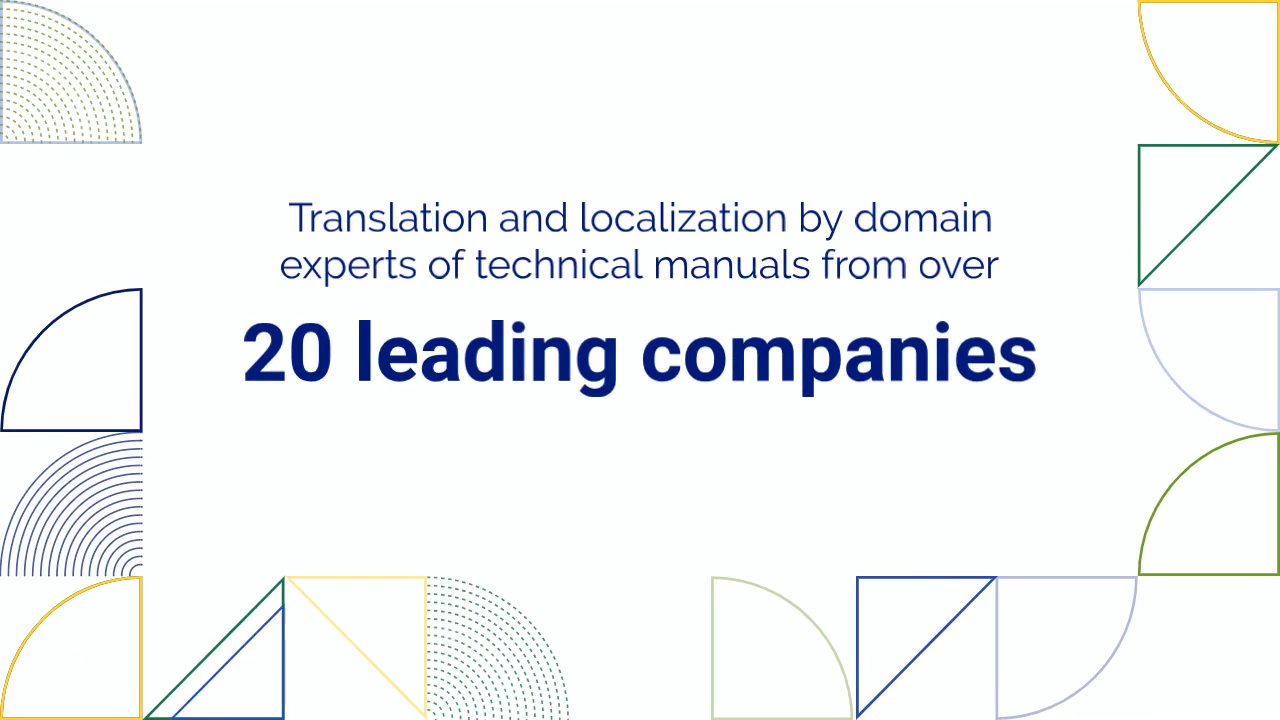 Translation and localization by domain
experts of technical manuals from over
20 leading companies